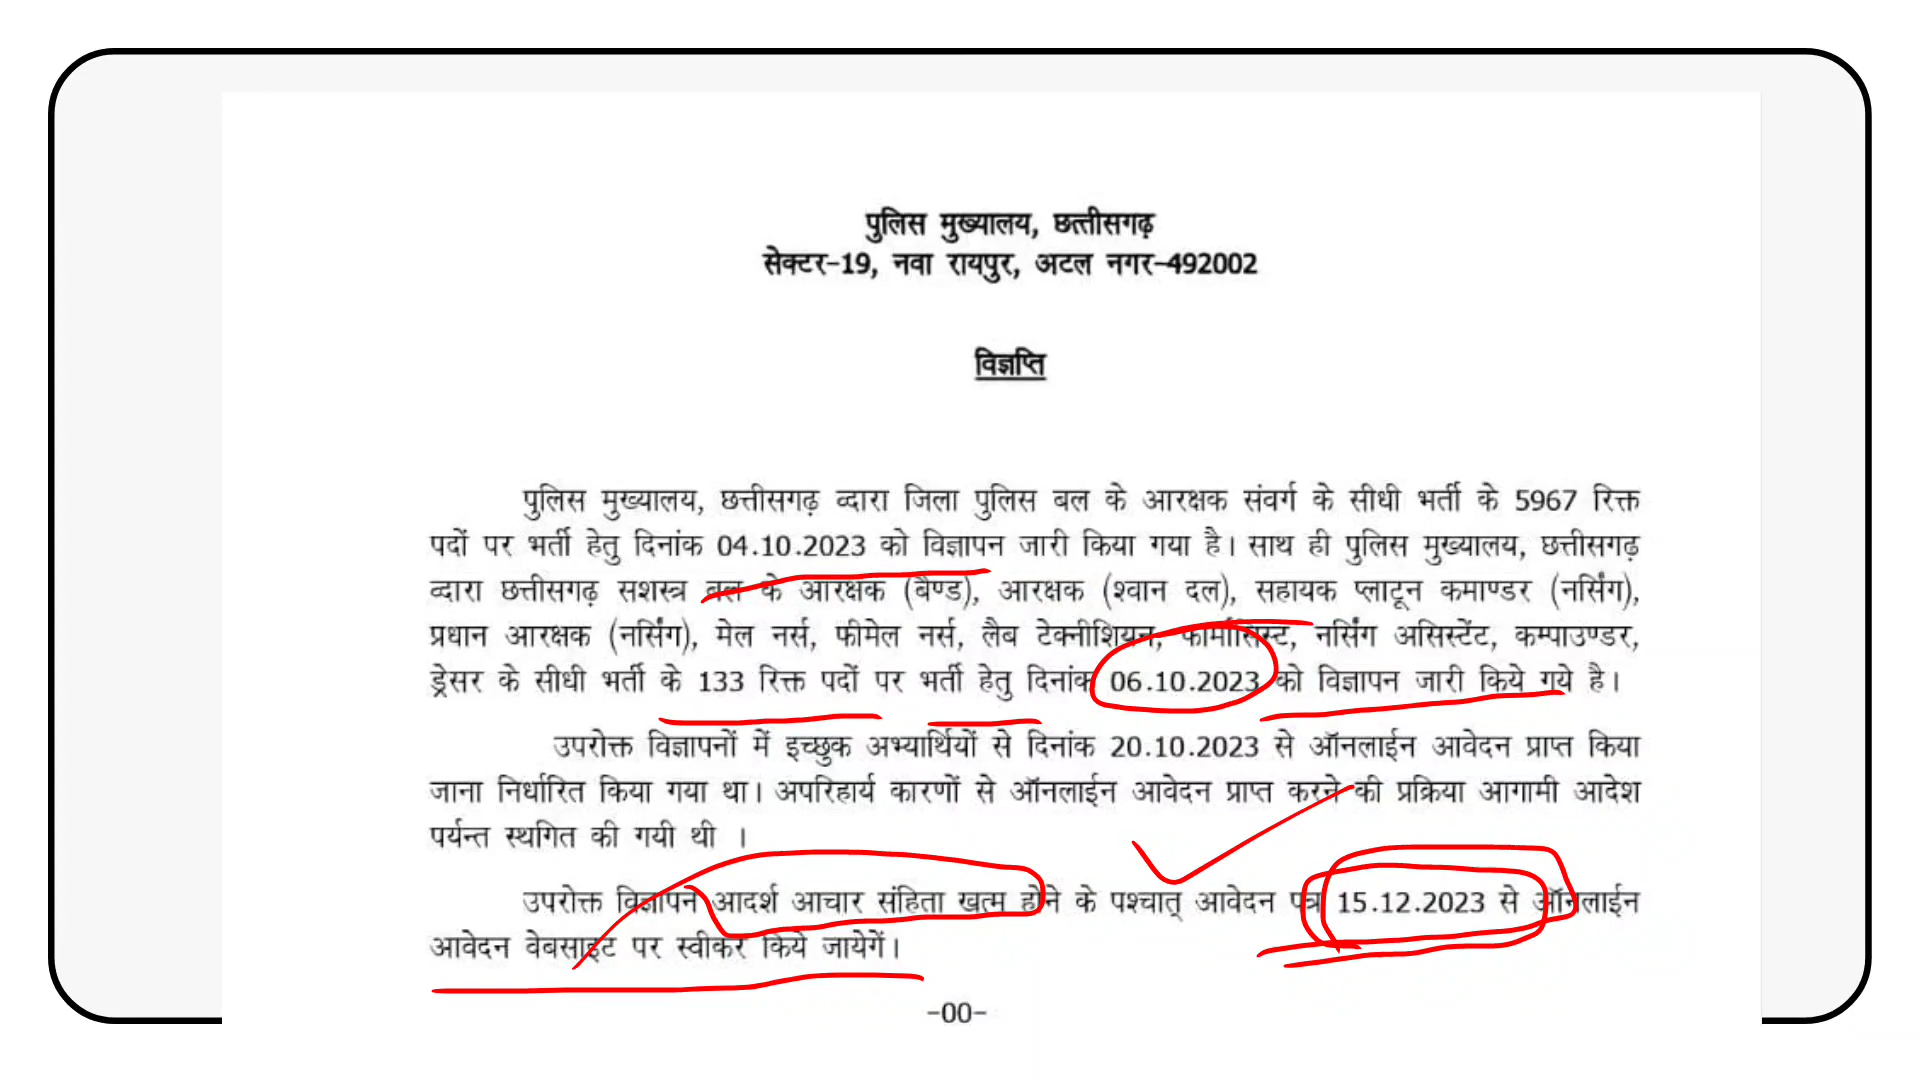 पुलिस मुख्यालय, छत्तीसगढ़
सेक्टर-19, नवा रायपुर, अटल नगर-492002
विज्ञप्ति
पुलिस मुख्यालय, छत्तीसगढ़ व्दारा जिला पुलिस बल के आरक्षक संवर्ग के सीधी भर्ती के 5967 रिक्त
पदों पर भर्ती हेतु दिनांक 04.10.2023 को विज्ञापन जारी किया गया है। साथ ही पुलिस मुख्यालय, छत्तीसगढ़
व्दारा छत्तीसगढ़ सशस्त्र बल के आरक्षक (बैण्ड), आरक्षक (श्वान दल), सहायक प्लाटून कमाण्डर (नर्सिंग),
प्रधान आरक्षक (नर्सिंग), मेल नर्स, फीमेल नर्स, लैब टेक्नीशियन, फार्मासिस्ट, नर्सिंग असिस्टेंट, कम्पाउण्डर,
ड्रेसर के सीधी भर्ती के 133 रिक्त पदों पर भर्ती हेतु दिनांक 06.10.2023 को विज्ञापन जारी किये गये है।
उपरोक्त विज्ञापनों में इच्छुक अभ्यार्थियों से दिनांक 20.10.2023 से ऑनलाईन आवेदन प्राप्त किया
जाना निर्धारित किया गया था। अपरिहार्य कारणों से ऑनलाईन आवेदन प्राप्त करने की प्रक्रिया आगामी आदेश
पर्यन्त स्थगित की गयी थी ।
उपरोक्त विज्ञापन आदर्श आचार संहिता खत्म होने के पश्चात् आवेदन पत्र 15.12.2023 से ऑनलाईन
आवेदन वेबसाइट पर स्वीकर किये जायेगें।
-00-